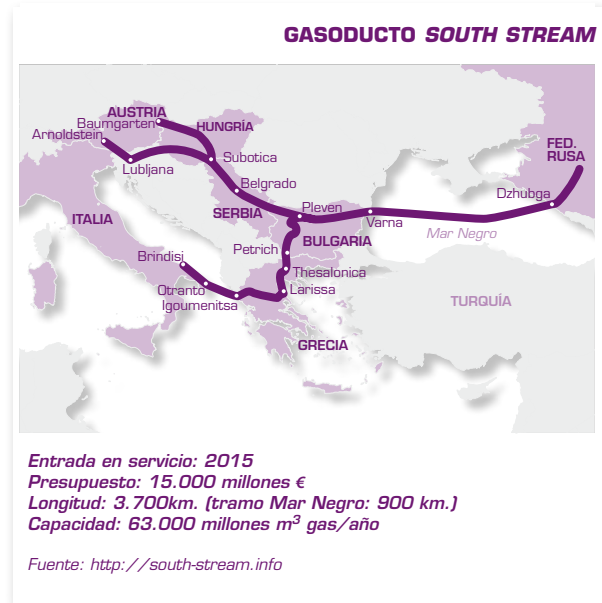 GASODUCTO SOUTH STREAM
AUSTRIA
Baumgarten
Arnoldstein
HUNGRÍA
FED.
RUSA
Lubljana
Subotica
Belgrado
Dzhubga
SERBIA
Pleven
Varna
ITALIA
Mar Negro
BULGARIA
Petrich
Brindisi
Thesalonica
Otranto
Larissa
Igoumenitsa
TURQUÍA
GRECIA
Entrada en servicio: 2015
Presupuesto: 15.000 millones €
Longitud: 3.700km. (tramo Mar Negro: 900 km.)
Capacidad: 63.000 millones m³ gas/año
Fuente: http://south-stream.info